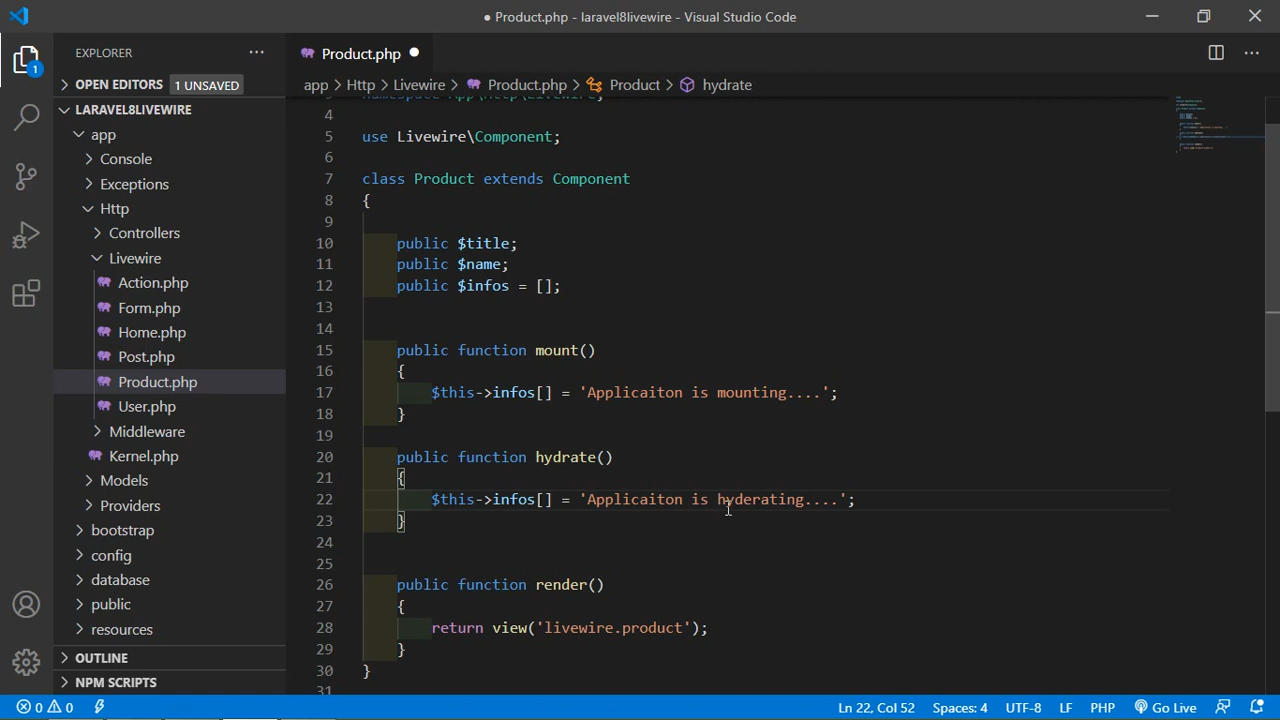 ● Product.php - laravel8livewire - Visual Studio Code
EXPLORER
Product.php
1
OPEN EDITORS 1 UNSAVED
app > Http > Livewire > Product.php > Product > hydrate
LARAVEL8LIVEWIRE
app
Console
Exceptions
Http
Controllers
Livewire
Action.php
Form.php
Home.php
Post.php
Product.php
User.php
Middleware
Kernel.php
Models
Providers
bootstrap
config
database
public
resources
OUTLINE
NPM SCRIPTS
3 namespace App\Http\Livewire;
4
5 use Livewire\Component;
6
7 class Product extends Component
8 {
9
10 public $title;
11 public $name;
12 public $infos = [];
13
14
15 public function mount()
16 {
17 $this->infos[] = 'Applicaiton is mounting....';
18 }
19
20 public function hydrate()
21 {
22 $this->infos[] = 'Applicaiton is hyderating....';
23 }
24
25
26 public function render()
27 {
28 return view('livewire.product');
29 }
30 }
31
0 0
Ln 22, Col 52 Spaces: 4 UTF-8 LF PHP Go Live